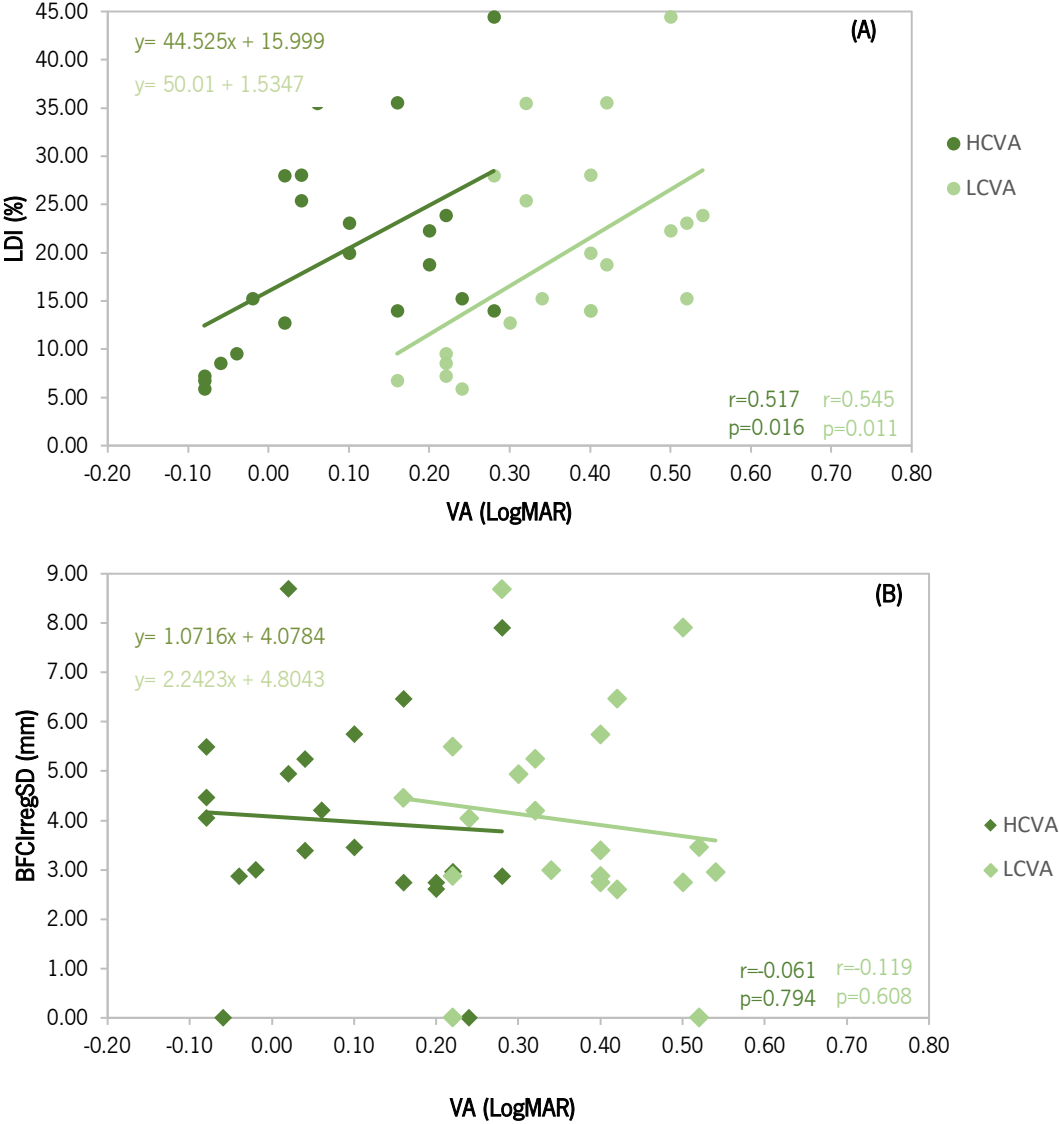 45.00
40.00
35.00
30.00
25.00
20.00
15.00
10.00
5.00
0.00
LDI (%)
y= 44.525x + 15.999
y= 50.01 + 1.5347
(A)
HCVA
LCVA
r=0.517 r=0.545
p=0.016 p=0.011
-0.20 -0.10 0.00 0.10 0.20 0.30 0.40 0.50 0.60 0.70 0.80
VA (LogMAR)
9.00
8.00
7.00
6.00
5.00
4.00
3.00
2.00
1.00
0.00
BFCIrregSD (mm)
y= 1.0716x + 4.0784
y= 2.2423x + 4.8043
(B)
HCVA
LCVA
r=-0.061 r=-0.119
p=0.794 p=0.608
-0.20 -0.10 0.00 0.10 0.20 0.30 0.40 0.50 0.60 0.70 0.80
VA (LogMAR)